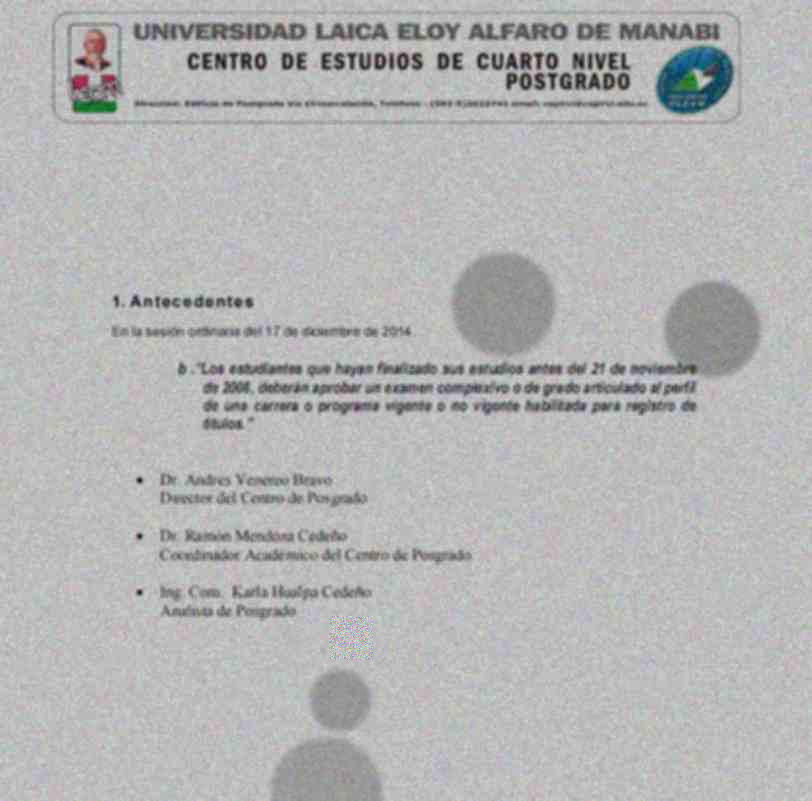 UNIVERSIDAD LAICA ELOY ALFARO DE MANABI
CENTRO DE ESTUDIOS DE CUARTO NIVEL
POSTGRADO
1. Antecedentes
En la sesión ordinaria del 17 de diciembre de 2014.
b ."Los estudiantes que hayan finalizado sus estudios antes del 21 de noviembre
de 2008, deberán aprobar un examen complexivo o de grado articulado al perfil
de una carrera o programa vigente o no vigente habilitada para registro de
títulos."
• Dr. Andres Venereo Bravo
Director del Centro de Posgrado
• Dr. Ramón Mendoza Cedeño
Coordinador Académico del Centro de Posgrado
• Ing. Com. Karla Hualpa Cedeño
Analista de Posgrado